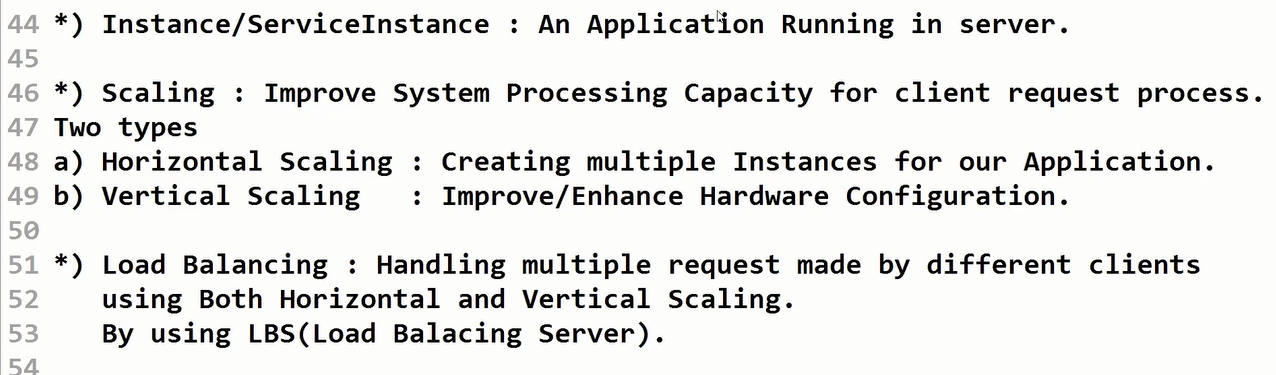 44 *) Instance/ServiceInstance : An Application Running in server.
45
46 *) Scaling : Improve System Processing Capacity for client request process.
47 Two types
48 a) Horizontal Scaling : Creating multiple Instances for our Application.
49 b) Vertical Scaling   : Improve/Enhance Hardware Configuration.
50
51 *) Load Balancing : Handling multiple request made by different clients
52    using Both Horizontal and Vertical Scaling.
53    By using LBS(Load Balacing Server).
54